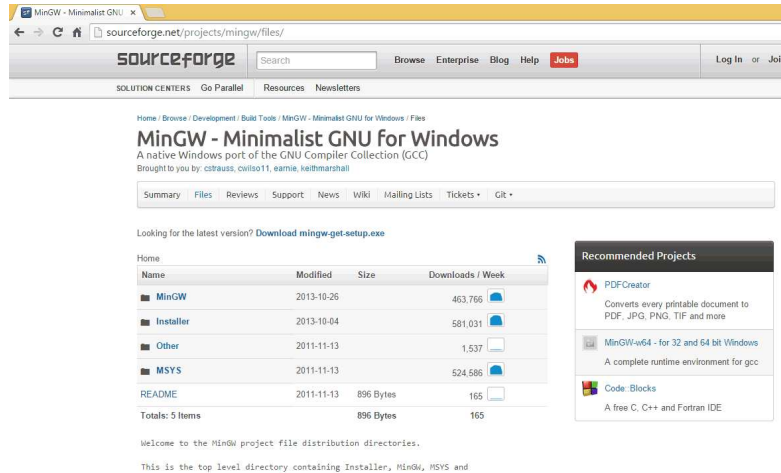 MinGW - Minimalist GNU
sourceforge.net/projects/mingw/files/
sourceforge
Search
Browse Enterprise Blog Help Jobs
Log In or Joi
SOLUTION CENTERS Go Parallel Resources Newsletters
Home / Browse / Development / Build Tools / MinGW - Minimalist GNU for Windows / Files
MinGW - Minimalist GNU for Windows
A native Windows port of the GNU Compiler Collection (GCC)
Brought to you by: cstrauss, cwilso11, earnie, keithmarshall
Summary Files Reviews Support News Wiki Mailing Lists Tickets Git
Looking for the latest version? Download mingw-get-setup.exe
Home
Name Modified Size Downloads / Week
MinGW 2013-10-26 463,766
Installer 2013-10-04 581,031
Other 2011-11-13 1,537
MSYS 2011-11-13 524,586
README 2011-11-13 896 Bytes 165
Totals: 5 Items 896 Bytes 165
Welcome to the MinGW project file distribution directories.
This is the top level directory containing Installer, MinGW, MSYS and
Recommended Projects
PDFCreator
Converts every printable document to
PDF, JPG, PNG, TIF and more
MinGW-w64 - for 32 and 64 bit Windows
A complete runtime environment for gcc
Code::Blocks
A free C, C++ and Fortran IDE